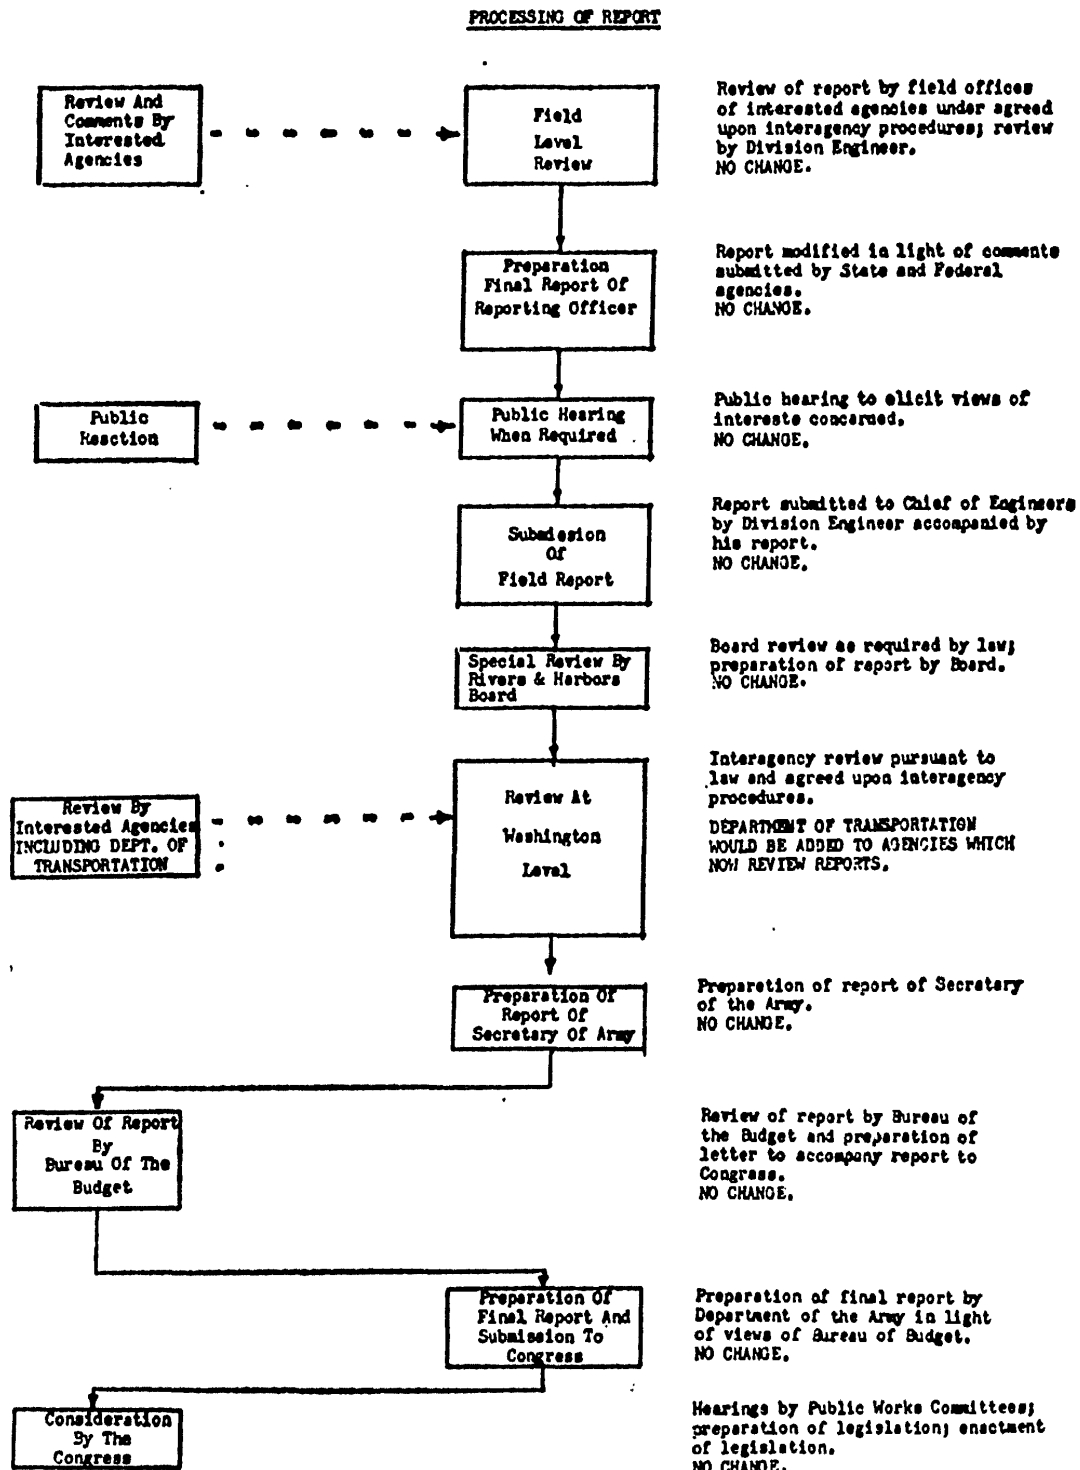 PROCESSING OF REPORT
Review And
Comments By
Interested
Agencies
Field
Level
Review
Review of report by field offices
of interested agencies under agreed
upon interagency procedures; review
by Division Engineer.
NO CHANGE.
Preparation
Final Report Of
Reporting Officer
Report modified in light of comments
submitted by State and Federal
agencies.
NO CHANGE.
Public
Reaction
Public Hearing
When Required
Public hearing to elicit views of
interests concerned.
NO CHANGE.
Submission
Of
Field Report
Report submitted to Chief of Engineers
by Division Engineer accompanied by
his report.
NO CHANGE.
Special Review By
Rivers & Harbors
Board
Board review as required by law;
preparation of report by Board.
NO CHANGE.
Review By
Interested Agencies
INCLUDING DEPT. OF
TRANSPORTATION
Review At
Washington
Level
Interagency review pursuant to
law and agreed upon interagency
procedures.
DEPARTMENT OF TRANSPORTATION
WOULD BE ADDED TO AGENCIES WHICH
NOW REVIEW REPORTS.
Preparation Of
Report Of
Secretary Of Army
Preparation of report of Secretary
of the Army.
NO CHANGE.
Review Of Report
By
Bureau Of The
Budget
Review of report by Bureau of
the Budget and preparation of
letter to accompany report to
Congress.
NO CHANGE.
Preparation Of
Final Report And
Submission To
Congress
Preparation of final report by
Department of the Army in light
of views of Bureau of Budget.
NO CHANGE.
Consideration
By The
Congress
Hearings by Public Works Committees;
preparation of legislation; enactment
of legislation.
NO CHANGE.